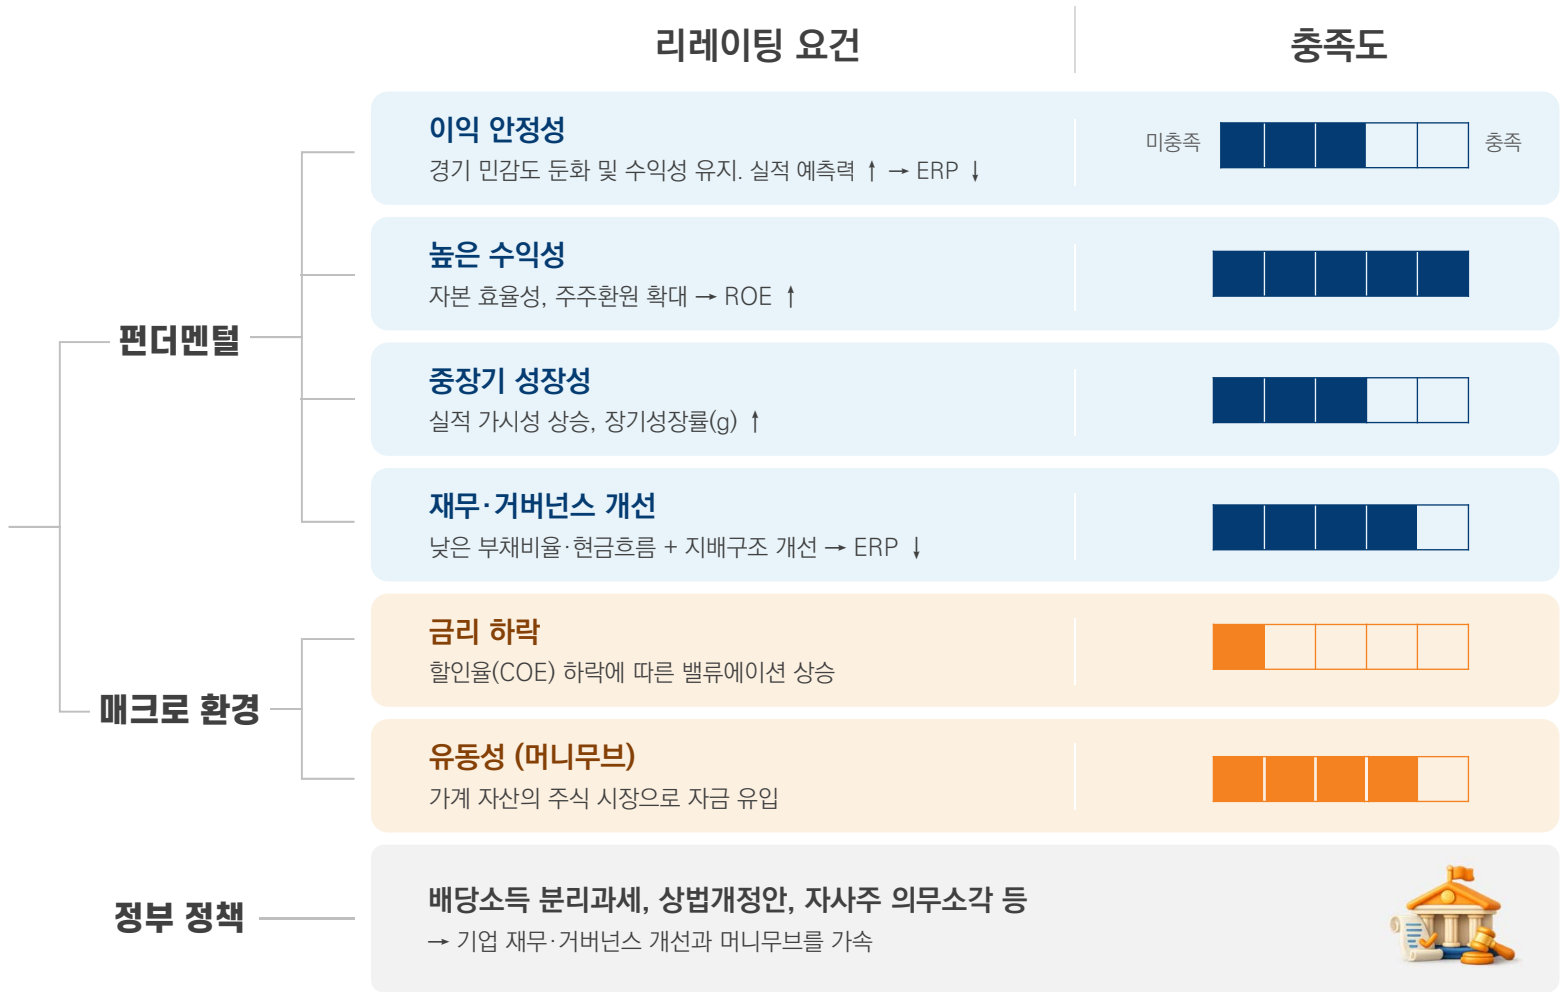 리레이팅 요건
충족도
펀더멘털
이익 안정성
경기 민감도 둔화 및 수익성 유지. 실적 예측력 ↑ → ERP ↓
미충족
충족
높은 수익성
자본 효율성, 주주환원 확대 → ROE ↑
중장기 성장성
실적 가시성 상승, 장기성장률(g) ↑
재무·거버넌스 개선
낮은 부채비율·현금흐름 + 지배구조 개선 → ERP ↓
매크로 환경
금리 하락
할인율(COE) 하락에 따른 밸류에이션 상승
유동성 (머니무브)
가계 자산의 주식 시장으로 자금 유입
정부 정책
배당소득 분리과세, 상법개정안, 자사주 의무소각 등
→ 기업 재무·거버넌스 개선과 머니무브를 가속